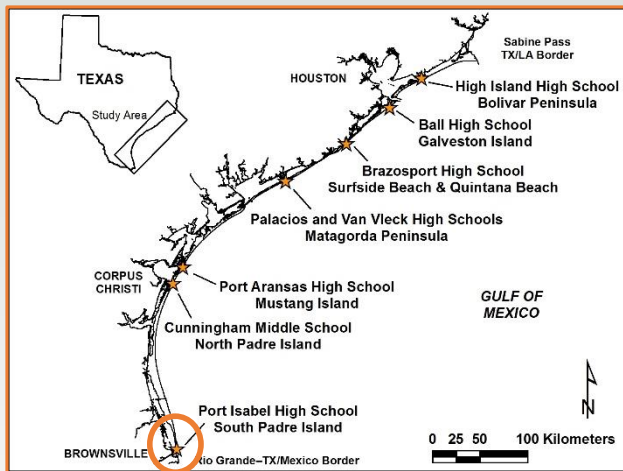 TEXAS
Study Area
HOUSTON
Sabine Pass
TX/LA Border
High Island High School
Bolivar Peninsula
Ball High School
Galveston Island
Brazosport High School
Surfside Beach & Quintana Beach
Palacios and Van Vleck High Schools
Matagorda Peninsula
CORPUS
CHRISTI
Port Aransas High School
Mustang Island
GULF OF
MEXICO
Cunningham Middle School
North Padre Island
Port Isabel High School
South Padre Island
BROWNSVILLE
Rio Grande–TX/Mexico Border
N
0 25 50 100 Kilometers